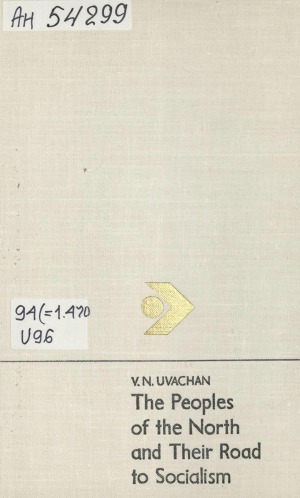 Ан 54299
94(=1.470
U96
V. N. UVACHAN
The Peoples
of the North
and Their Road
to Socialism